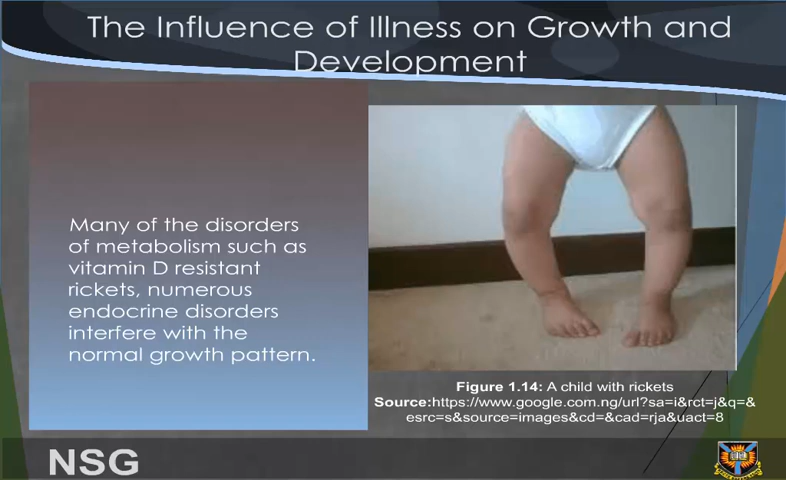 The Influence of Illness on Growth and
Development
Many of the disorders
of metabolism such as
vitamin D resistant
rickets, numerous
endocrine disorders
interfere with the
normal growth pattern.
Figure 1.14: A child with rickets
Source:https://www.google.com.ng/url?sa=i&rct=j&q=&
esrc=s&source=images&cd=&cad=rja&uact=8
NSG